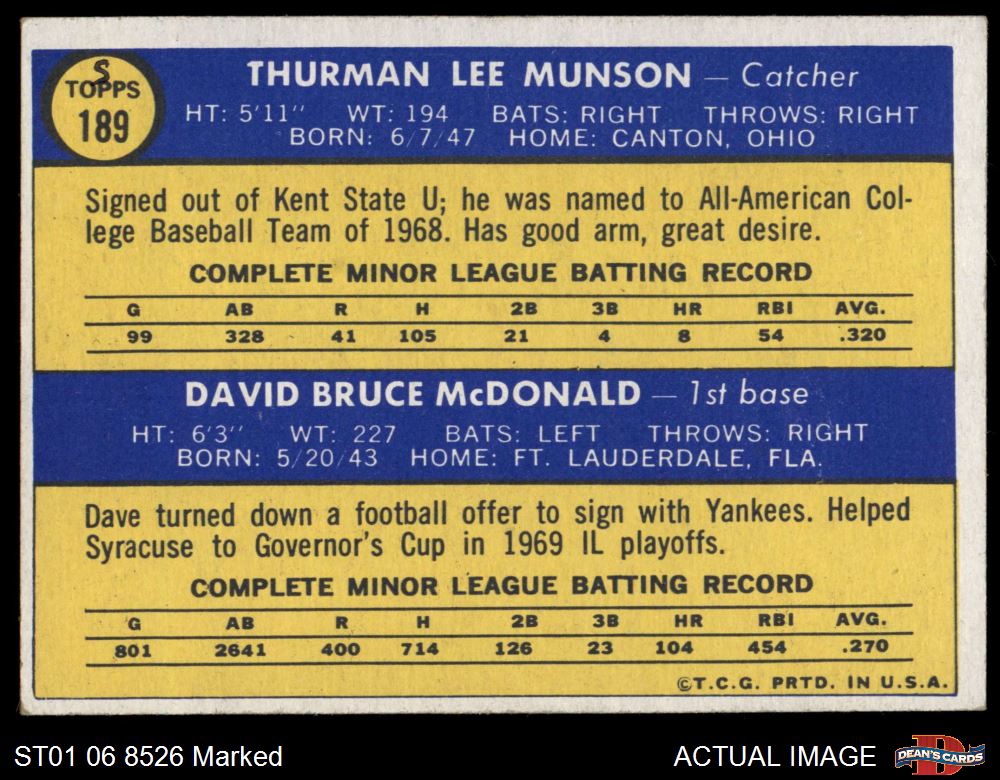 S
TOPPS
189
THURMAN LEE MUNSON — Catcher
HT: 5'11" WT: 194 BATS: RIGHT THROWS: RIGHT
BORN: 6/7/47 HOME: CANTON, OHIO
Signed out of Kent State U; he was named to All-American Col-
lege Baseball Team of 1968. Has good arm, great desire.
COMPLETE MINOR LEAGUE BATTING RECORD
G AB R H 2B 3B HR RBI AVG.
99 328 41 105 21 4 8 54 .320
DAVID BRUCE McDONALD — 1st base
HT: 6'3" WT: 227 BATS: LEFT THROWS: RIGHT
BORN: 5/20/43 HOME: FT. LAUDERDALE, FLA.
Dave turned down a football offer to sign with Yankees. Helped
Syracuse to Governor's Cup in 1969 IL playoffs.
COMPLETE MINOR LEAGUE BATTING RECORD
G AB R H 2B 3B HR RBI AVG.
801 2641 400 714 126 23 104 454 .270
©T.C.G. PRTD. IN U.S.A.
ST01 06 8526 Marked
ACTUAL IMAGE
D
DEAN'S CARDS